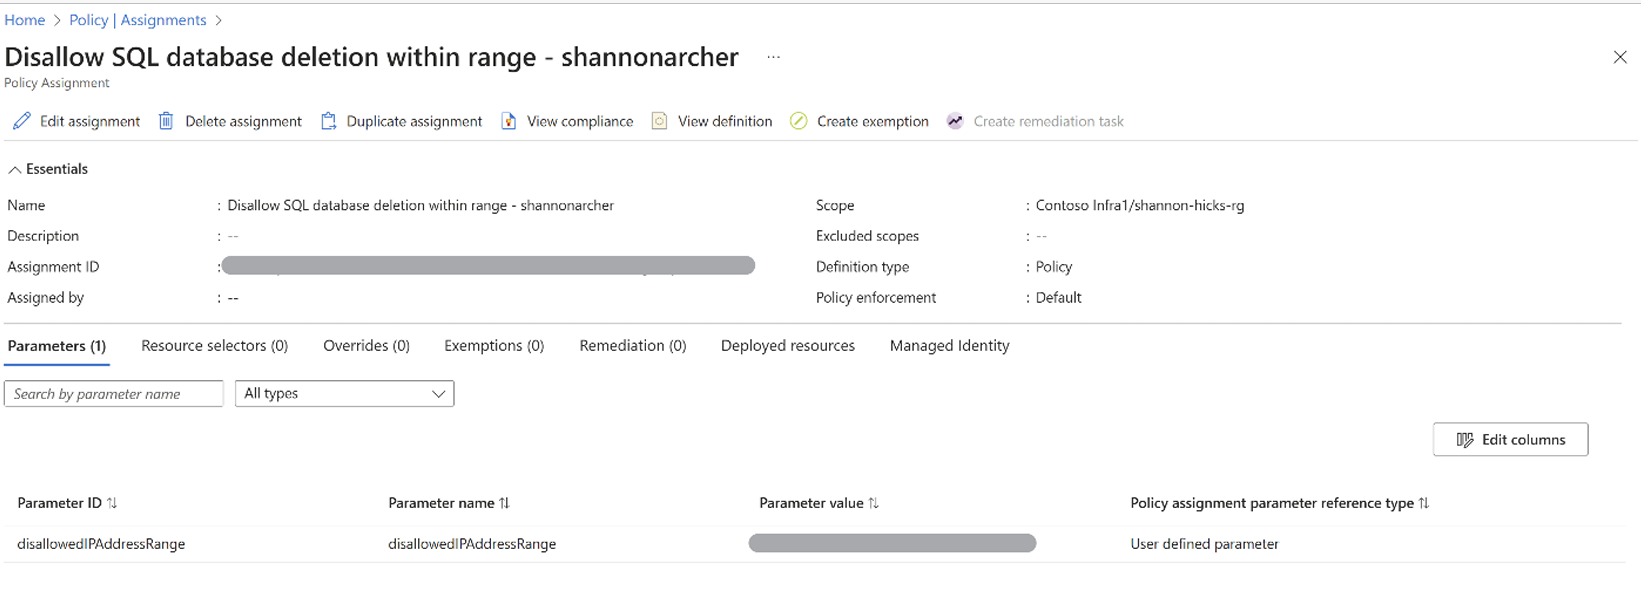 Home > Policy | Assignments >
Disallow SQL database deletion within range - shannonarcher ...
Policy Assignment
Edit assignment Delete assignment Duplicate assignment View compliance View definition Create exemption Create remediation task
Essentials
Name : Disallow SQL database deletion within range - shannonarcher Scope : Contoso Infra1/shannon-hicks-rg
Description : -- Excluded scopes : --
Assignment ID : Definition type : Policy
Assigned by : -- Policy enforcement : Default
Parameters (1) Resource selectors (0) Overrides (0) Exemptions (0) Remediation (0) Deployed resources Managed Identity
Search by parameter name All types
Edit columns
Parameter ID Parameter name Parameter value Policy assignment parameter reference type
disallowedIPAddressRange disallowedIPAddressRange User defined parameter